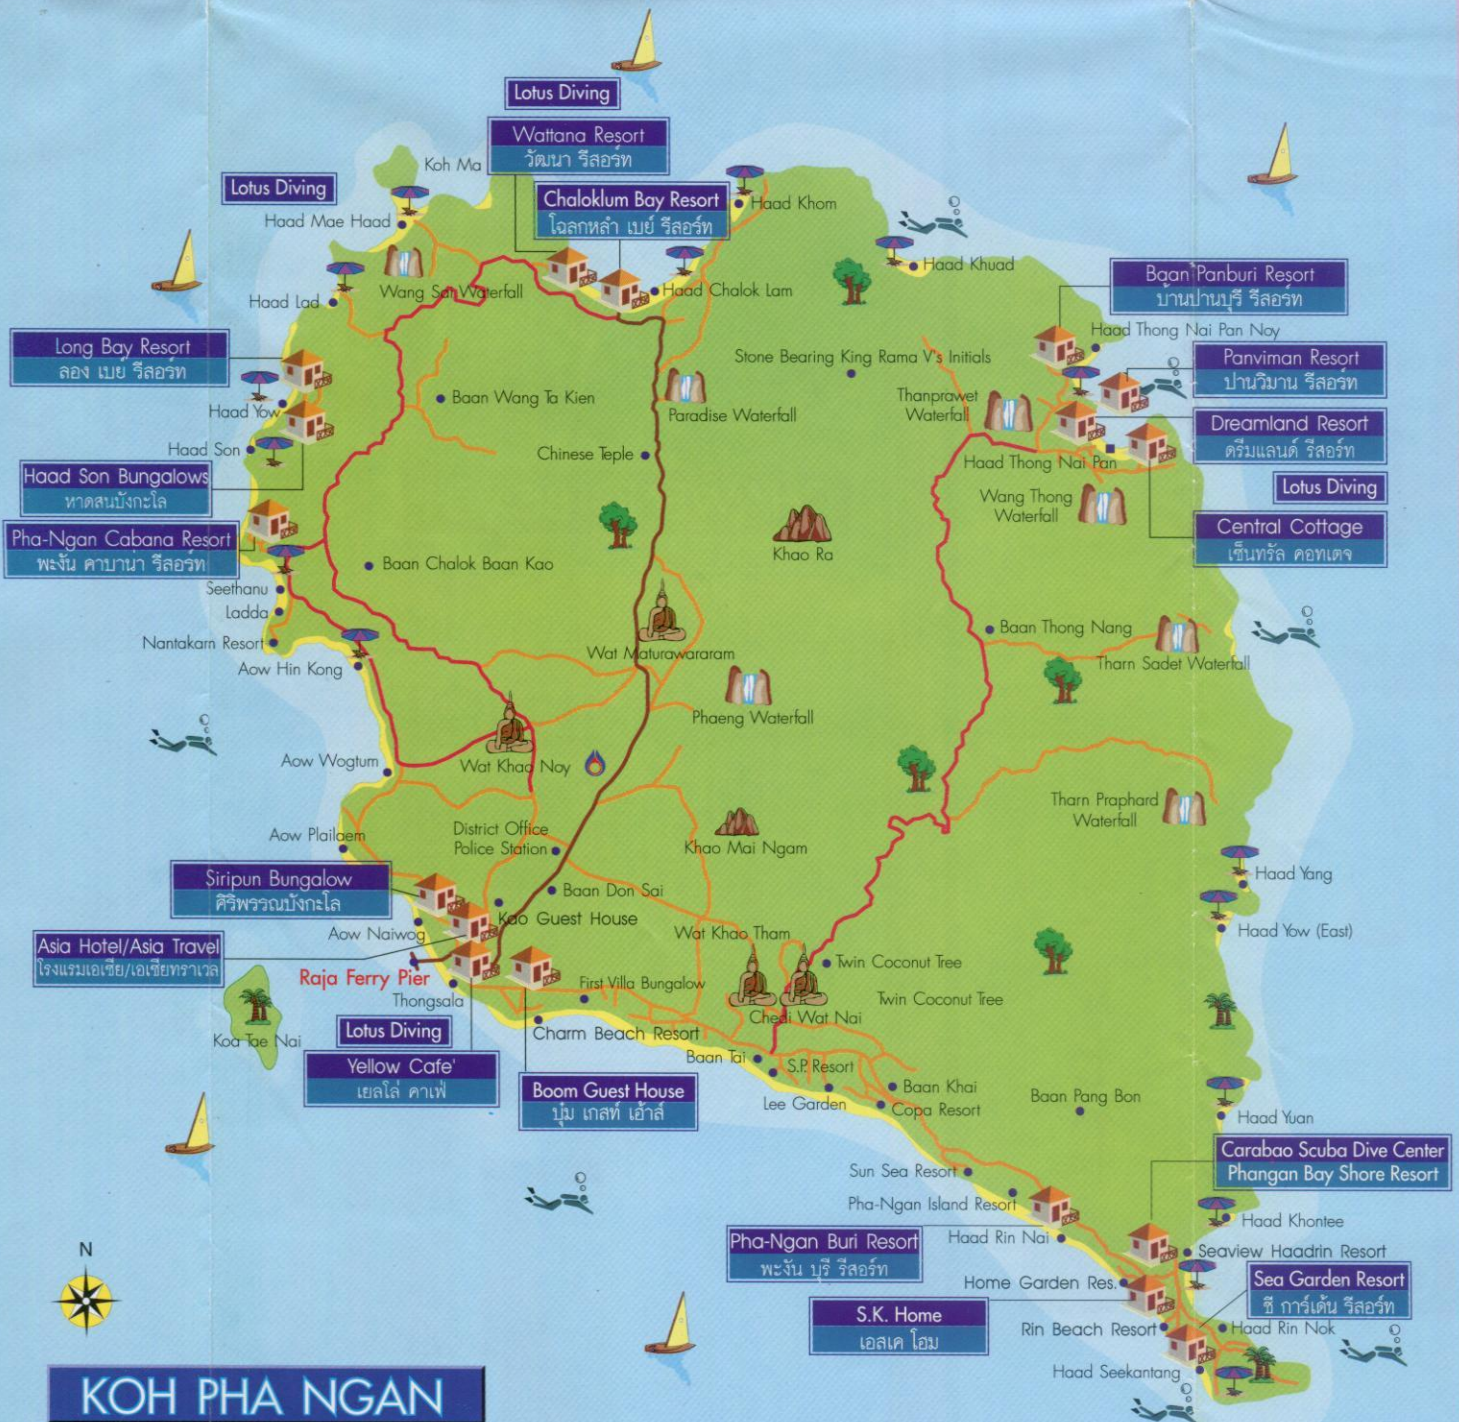 Lotus Diving
Wattana Resort
วัฒนา รีสอร์ท
Koh Ma
Lotus Diving
Chaloklum Bay Resort
โฉลกหลำ เบย์ รีสอร์ท
Haad Mae Haad
Haad Khom
Haad Khuad
Wang Sai Waterfall
Haad Lad
Haad Chalok Lam
Baan Panburi Resort
บ้านปานบุรี รีสอร์ท
Haad Thong Nai Pan Noy
Long Bay Resort
ลอง เบย์ รีสอร์ท
Stone Bearing King Rama V's Initials
Panviman Resort
ปานวิมาน รีสอร์ท
Haad Yow
Baan Wang Ta Kien
Paradise Waterfall
Thanprawet
Waterfall
Dreamland Resort
ดรีมแลนด์ รีสอร์ท
Haad Son
Chinese Teple
Haad Thong Nai Pan
Haad Son Bungalows
หาดสนบังกะโล
Lotus Diving
Wang Thong
Waterfall
Central Cottage
เซ็นทรัล คอทเตจ
Pha-Ngan Cabana Resort
พะงัน คาบาน่า รีสอร์ท
Khao Ra
Baan Chalok Baan Kao
Seethanu
Ladda
Nantakarn Resort
Aow Hin Kong
Wat Maturawararam
Baan Thong Nang
Tharn Sadet Waterfall
Phaeng Waterfall
Aow Wogtum
Wat Khao Noy
Tharn Praphard
Waterfall
Aow Plailaem
District Office
Police Station
Khao Mai Ngam
Siripun Bungalow
ศิริพรรณบังกะโล
Baan Don Sai
Haad Yang
Kao Guest House
Aow Naiwog
Wat Khao Tham
Haad Yow (East)
Asia Hotel/Asia Travel
โรงแรมเอเซีย/เอเซียทราเวล
Raja Ferry Pier
Thongsala
First Villa Bungalow
Twin Coconut Tree
Twin Coconut Tree
Chedi Wat Nai
Koa Tae Nai
Lotus Diving
Charm Beach Resort
Yellow Cafe'
เยลโล่ คาเฟ่
Baan Tai
S.P. Resort
Boom Guest House
บุ๋ม เกสท์ เฮ้าส์
Lee Garden
Baan Khai
Copa Resort
Baan Pang Bon
Haad Yuan
Carabao Scuba Dive Center
Phangan Bay Shore Resort
Sun Sea Resort
Pha-Ngan Island Resort
Haad Khontee
Pha-Ngan Buri Resort
พะงัน บุรี รีสอร์ท
Haad Rin Nai
Seaview Haadrin Resort
Home Garden Res.
Sea Garden Resort
ซี การ์เด้น รีสอร์ท
S.K. Home
เอสเค โฮม
Rin Beach Resort
Haad Rin Nok
Haad Seekantang
N
KOH PHA NGAN